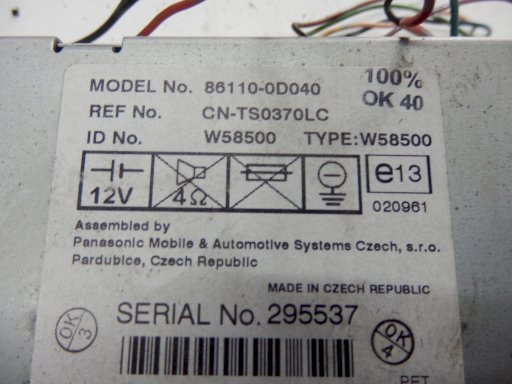 MODEL No. 86110-0D040
100%
OK 40
REF No. CN-TS0370LC
ID No. W58500 TYPE:W58500
12V
4Ω
e13
020961
Assembled by
Panasonic Mobile & Automotive Systems Czech, s.r.o.
Pardubice, Czech Republic
MADE IN CZECH REPUBLIC
OK
3
SERIAL No. 295537
OK
4
PET